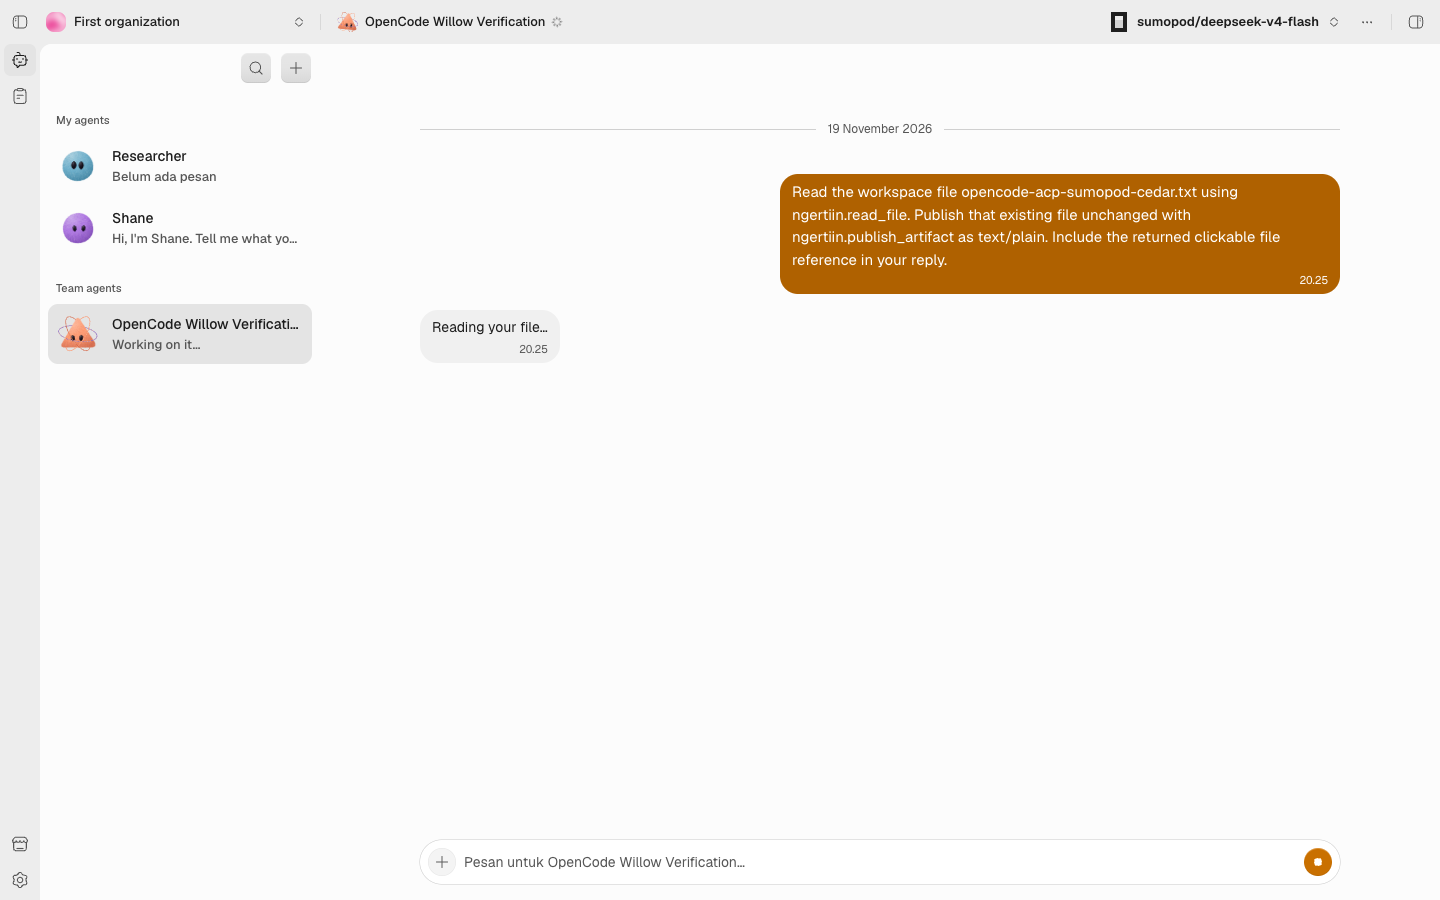 First organization
OpenCode Willow Verification
sumopod/deepseek-v4-flash
My agents
Researcher
Belum ada pesan
Shane
Hi, I'm Shane. Tell me what yo...
Team agents
OpenCode Willow Verificati...
Working on it...
19 November 2026
Read the workspace file opencode-acp-sumopod-cedar.txt using
ngertiin.read_file. Publish that existing file unchanged with
ngertiin.publish_artifact as text/plain. Include the returned clickable file
reference in your reply.
20.25
Reading your file...
20.25
Pesan untuk OpenCode Willow Verification...